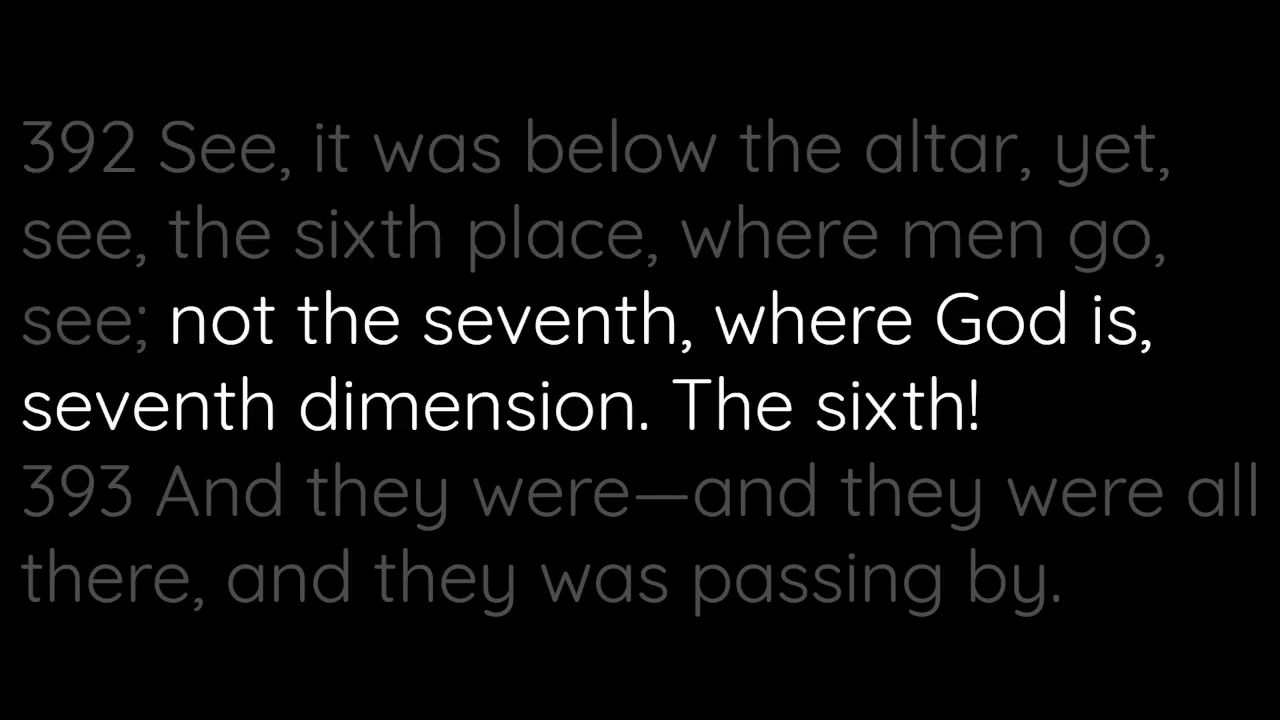 392 See, it was below the altar, yet,
see, the sixth place, where men go,
see; not the seventh, where God is,
seventh dimension. The sixth!
393 And they were—and they were all
there, and they was passing by.